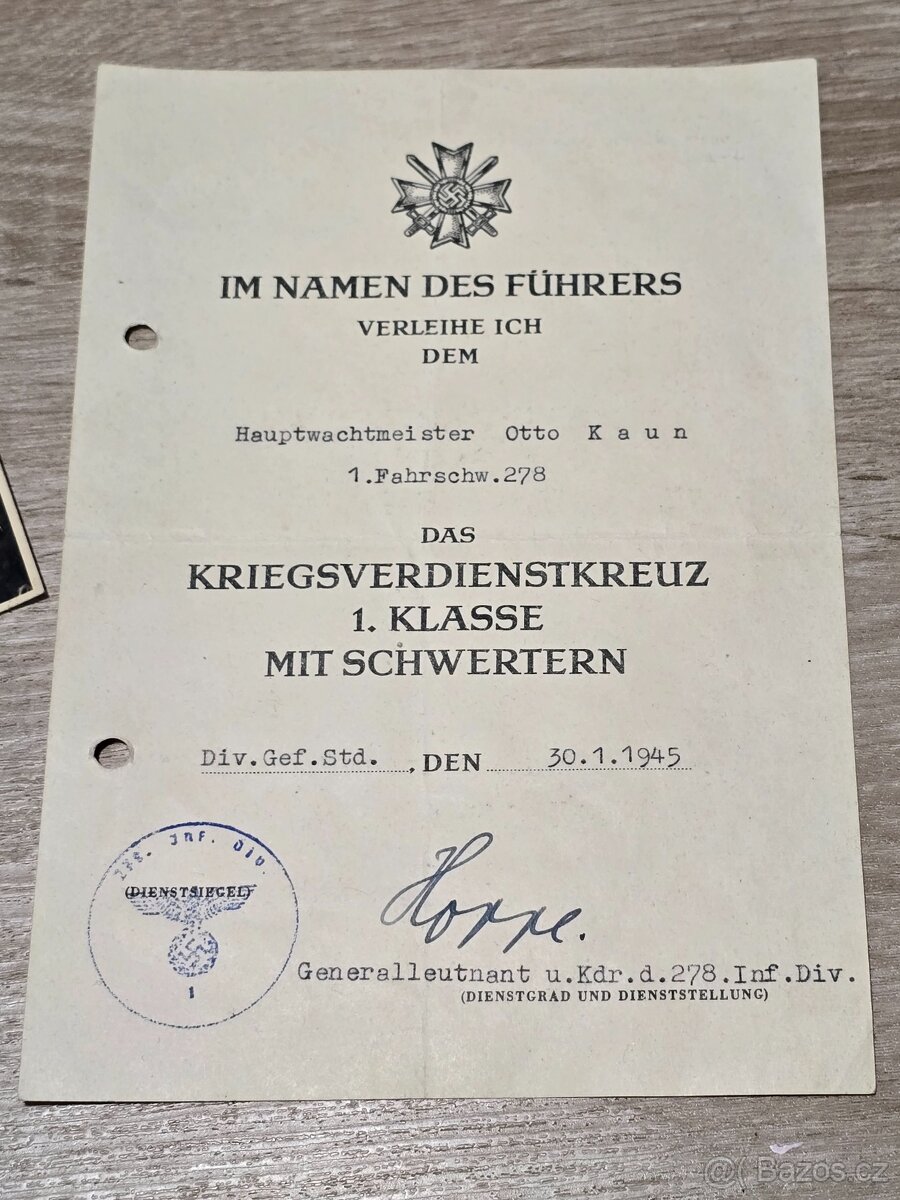 IM NAMEN DES FÜHRERS
VERLEIHE ICH
DEM
Hauptwachtmeister Otto K a u n
1.Fahrschw.278
DAS
KRIEGSVERDIENSTKREUZ
1. KLASSE
MIT SCHWERTERN
Div.Gef.Std. , DEN 30.1.1945
Inf. Div.
(DIENSTSIEGEL)
1
Hoppe.
Generalleutnant u.Kdr.d.278.Inf.Div.
(DIENSTGRAD UND DIENSTSTELLUNG)
@( Bazos.cz